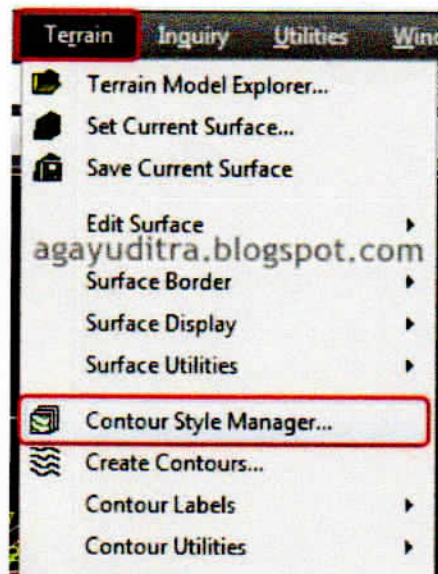 Terrain Inquiry Utilities
Terrain Model Explorer...
Set Current Surface...
Save Current Surface
Edit Surface
agayuditra.blogspot.com
Surface Border
Surface Display
Surface Utilities
Contour Style Manager...
Create Contours...
Contour Labels
Contour Utilities